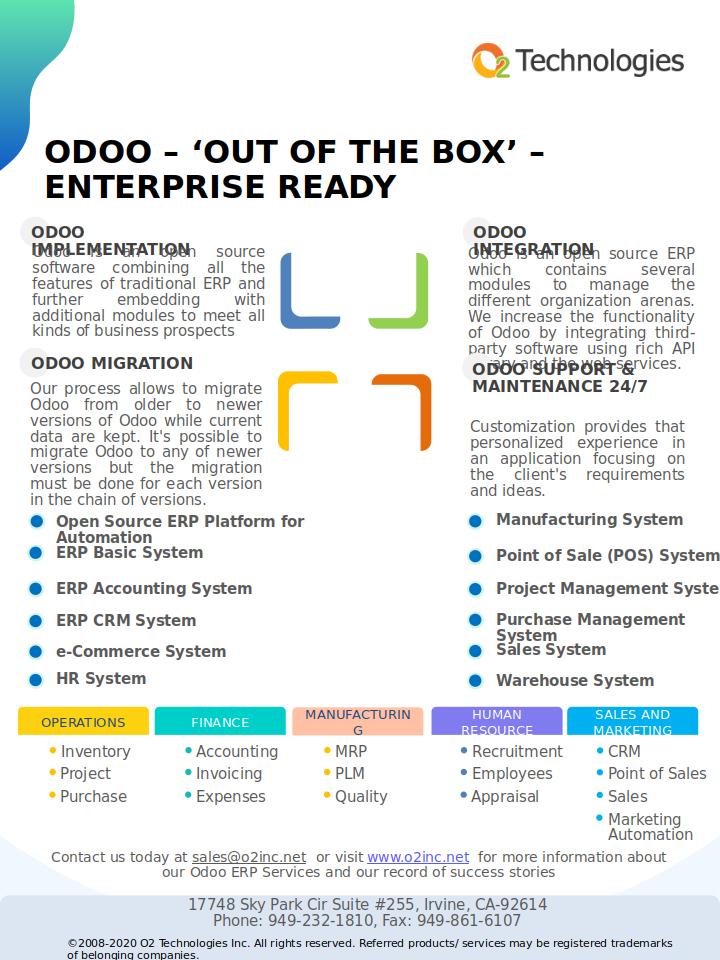 O2 Technologies
ODOO – ‘OUT OF THE BOX’ –
ENTERPRISE READY
ODOO
IMPLEMENTATION
Odoo is an open source
software combining all the
features of traditional ERP and
further embedding with
additional modules to meet all
kinds of business prospects
ODOO MIGRATION
Our process allows to migrate
Odoo from older to newer
versions of Odoo while current
data are kept. It's possible to
migrate Odoo to any of newer
versions but the migration
must be done for each version
in the chain of versions.
ODOO
INTEGRATION
Odoo is an open source ERP
which contains several
modules to manage the
different organization arenas.
We increase the functionality
of Odoo by integrating third-
party software using rich API
and the web services.
ODOO SUPPORT &
MAINTENANCE 24/7
Customization provides that
personalized experience in
an application focusing on
the client's requirements
and ideas.
Open Source ERP Platform for
Automation
ERP Basic System
ERP Accounting System
ERP CRM System
e-Commerce System
HR System
Manufacturing System
Point of Sale (POS) System
Project Management Syste
Purchase Management
System
Sales System
Warehouse System
OPERATIONS
Inventory
Project
Purchase
FINANCE
Accounting
Invoicing
Expenses
MANUFACTURIN
G
MRP
PLM
Quality
HUMAN
RESOURCE
Recruitment
Employees
Appraisal
SALES AND
MARKETING
CRM
Point of Sales
Sales
Marketing
Automation
Contact us today at sales@o2inc.net or visit www.o2inc.net for more information about
our Odoo ERP Services and our record of success stories
17748 Sky Park Cir Suite #255, Irvine, CA-92614
Phone: 949-232-1810, Fax: 949-861-6107
©2008-2020 O2 Technologies Inc. All rights reserved. Referred products/ services may be registered trademarks
of belonging companies.